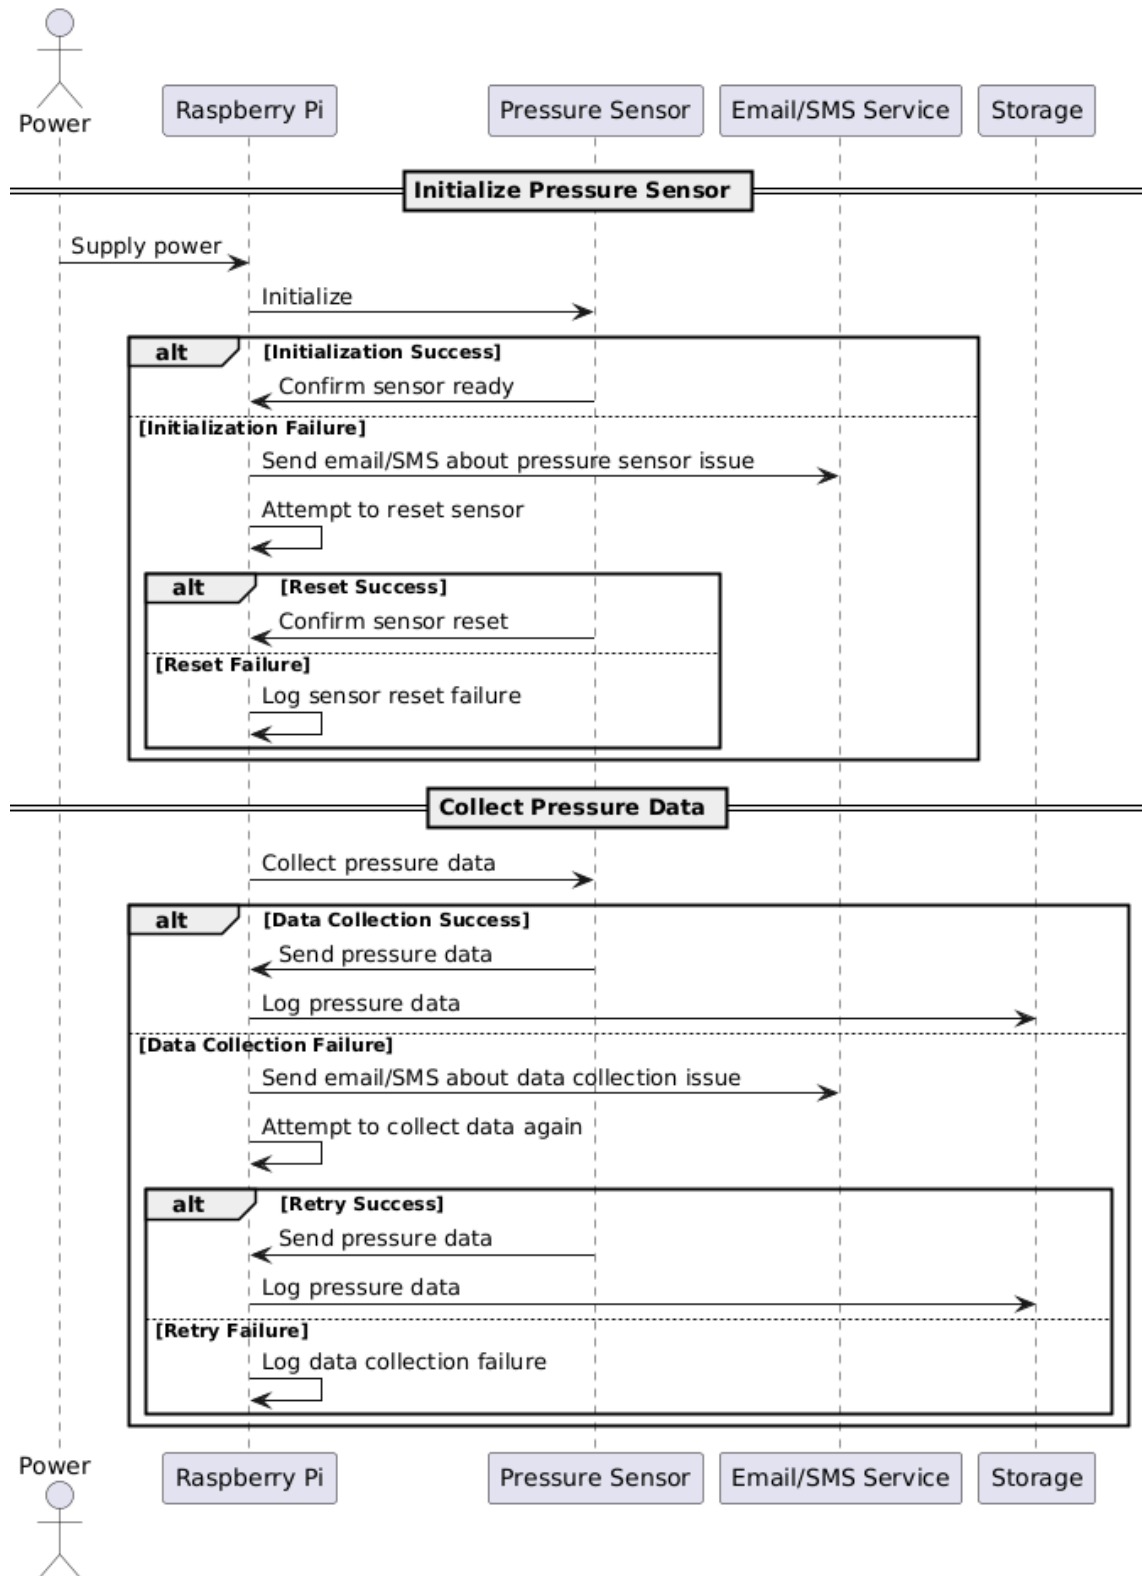 Power
Raspberry Pi
Pressure Sensor
Email/SMS Service
Storage
Initialize Pressure Sensor
Supply power
Initialize
alt
[Initialization Success]
Confirm sensor ready
[Initialization Failure]
Send email/SMS about pressure sensor issue
Attempt to reset sensor
alt
[Reset Success]
Confirm sensor reset
[Reset Failure]
Log sensor reset failure
Collect Pressure Data
Collect pressure data
alt
[Data Collection Success]
Send pressure data
Log pressure data
[Data Collection Failure]
Send email/SMS about data collection issue
Attempt to collect data again
alt
[Retry Success]
Send pressure data
Log pressure data
[Retry Failure]
Log data collection failure
Power
Raspberry Pi
Pressure Sensor
Email/SMS Service
Storage